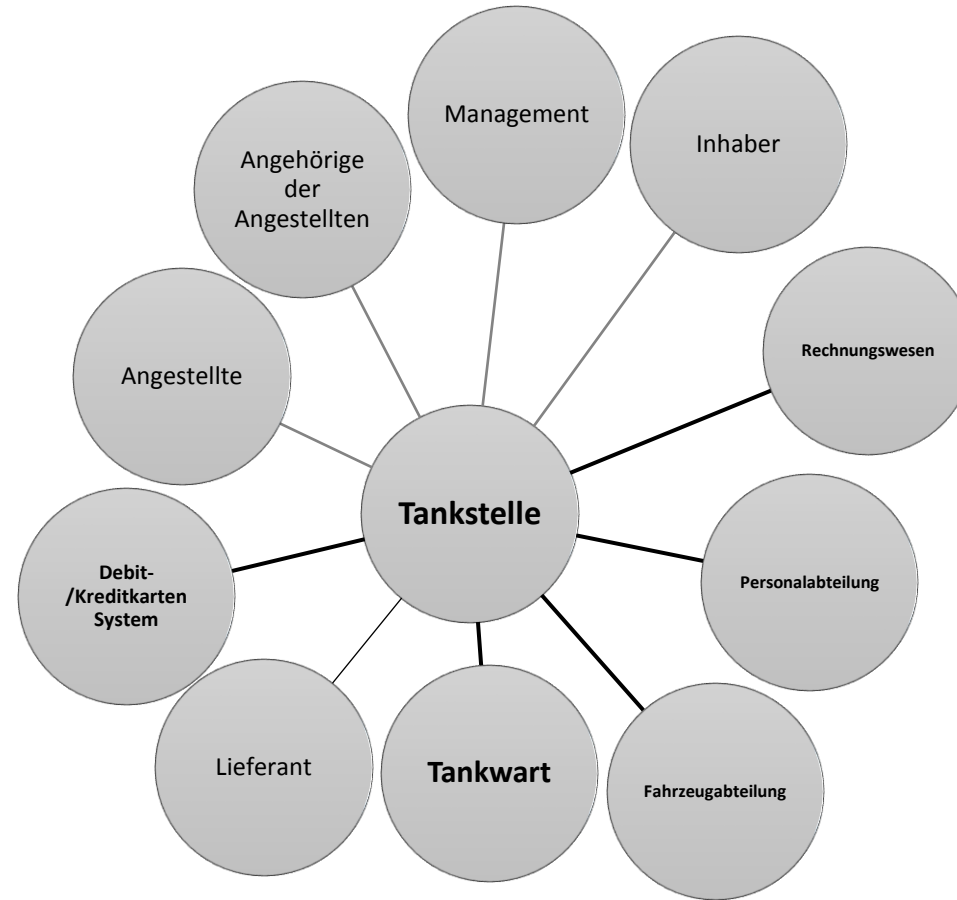 Management
Inhaber
Angehörige
der
Angestellten
Rechnungswesen
Angestellte
Tankstelle
Debit-
/Kreditkarten
System
Personalabteilung
Lieferant
Tankwart
Fahrzeugabteilung